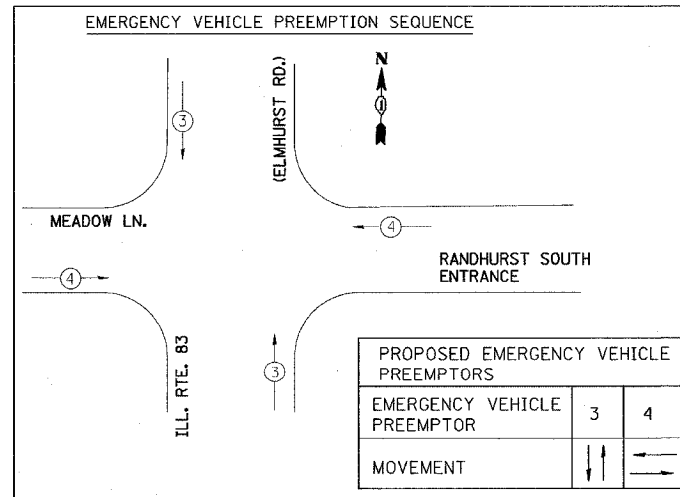 EMERGENCY VEHICLE PREEMPTION SEQUENCE
N
(ELMHURST RD.)
3
MEADOW LN.
4
4
RANDHURST SOUTH
ENTRANCE
ILL. RTE. 83
3
PROPOSED EMERGENCY VEHICLE
PREEMPTORS
EMERGENCY VEHICLE
PREEMPTOR
3
4
MOVEMENT